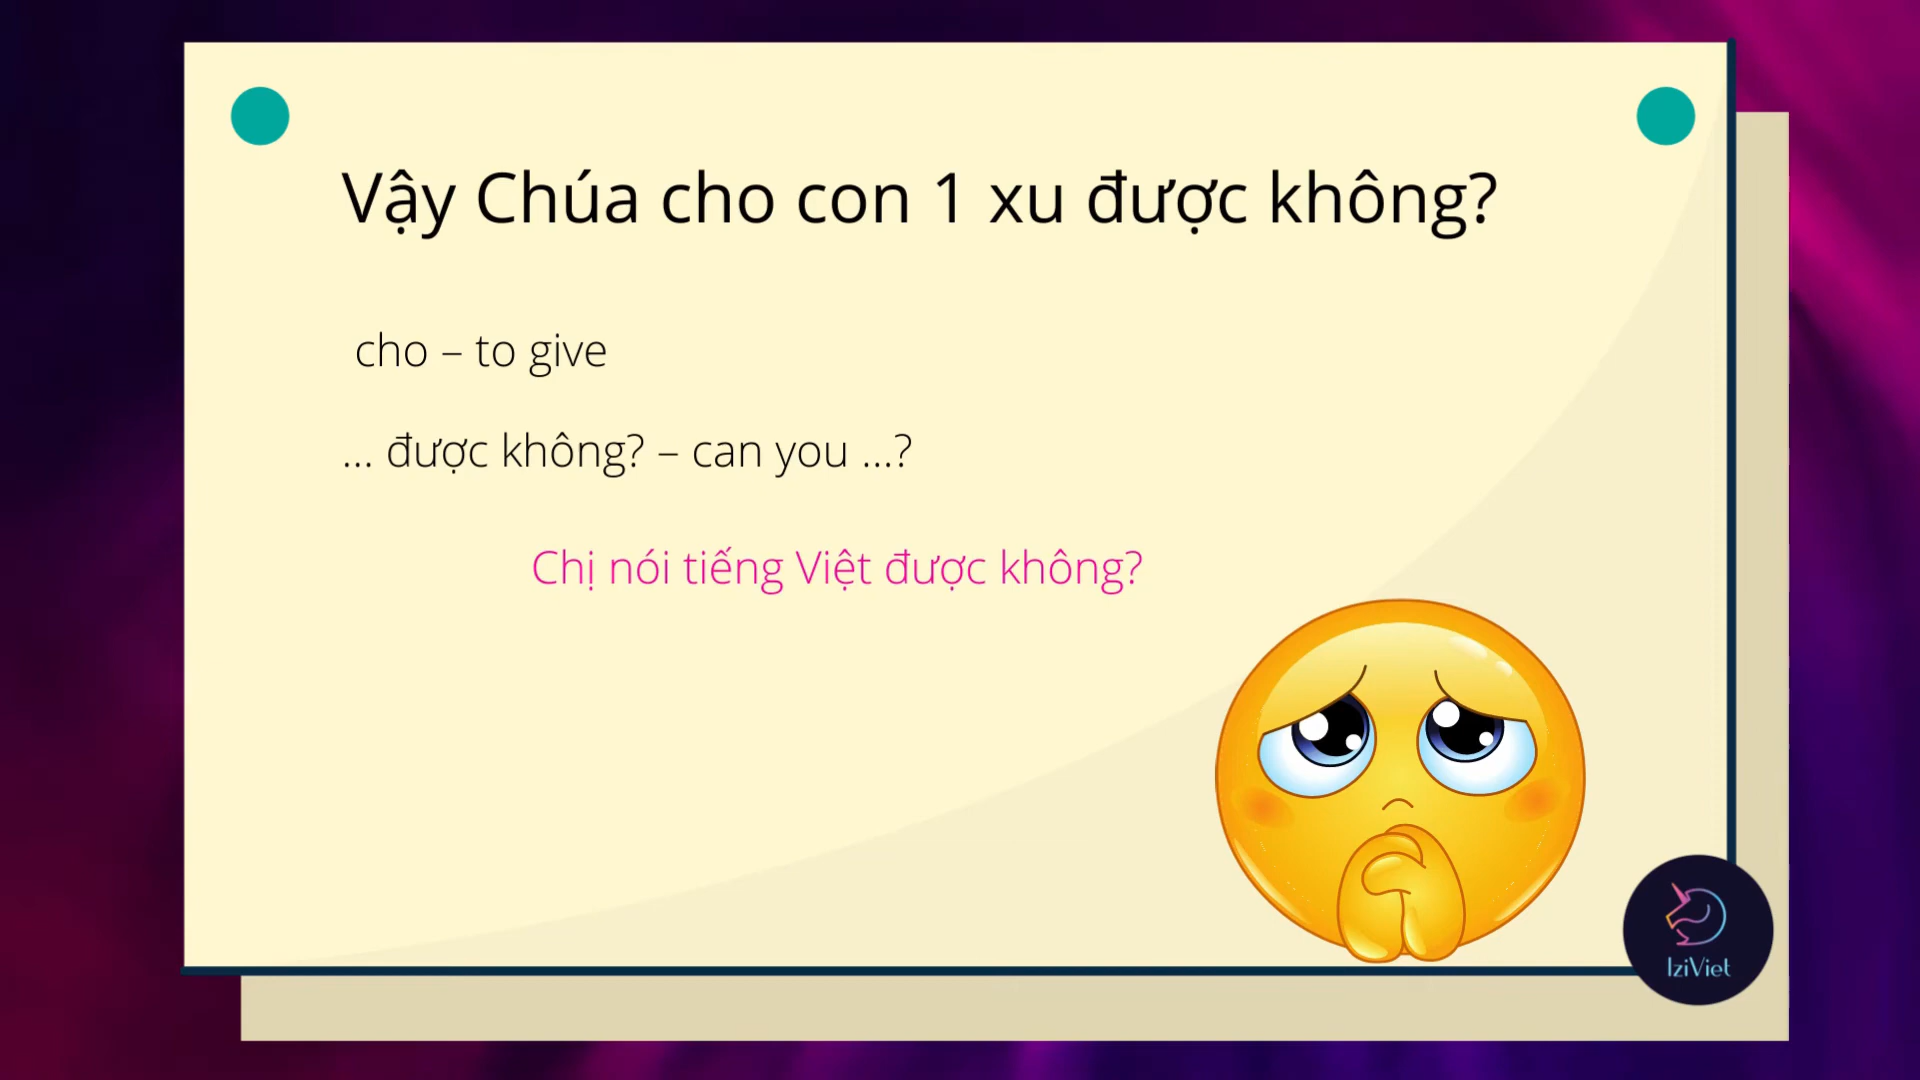 Vậy Chúa cho con 1 xu được không?
cho – to give
... được không? – can you ...?
Chị nói tiếng Việt được không?
IziViet